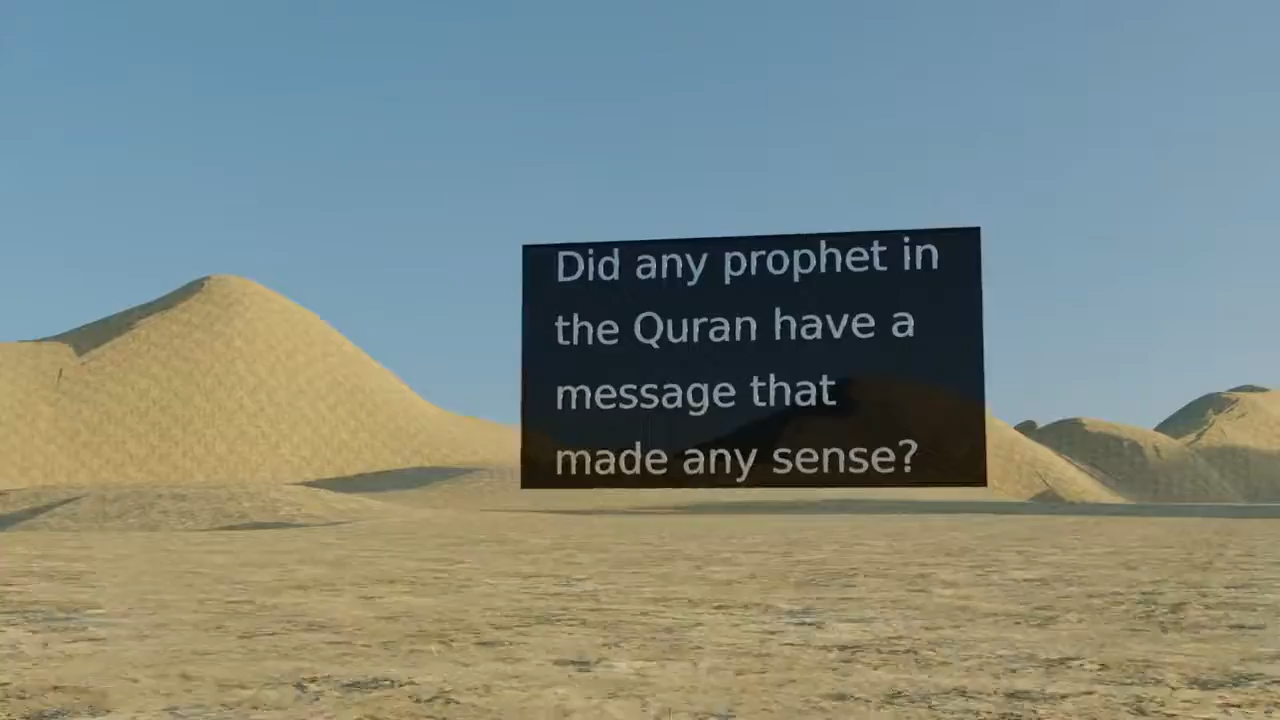 Did any prophet in
the Quran have a
message that
made any sense?